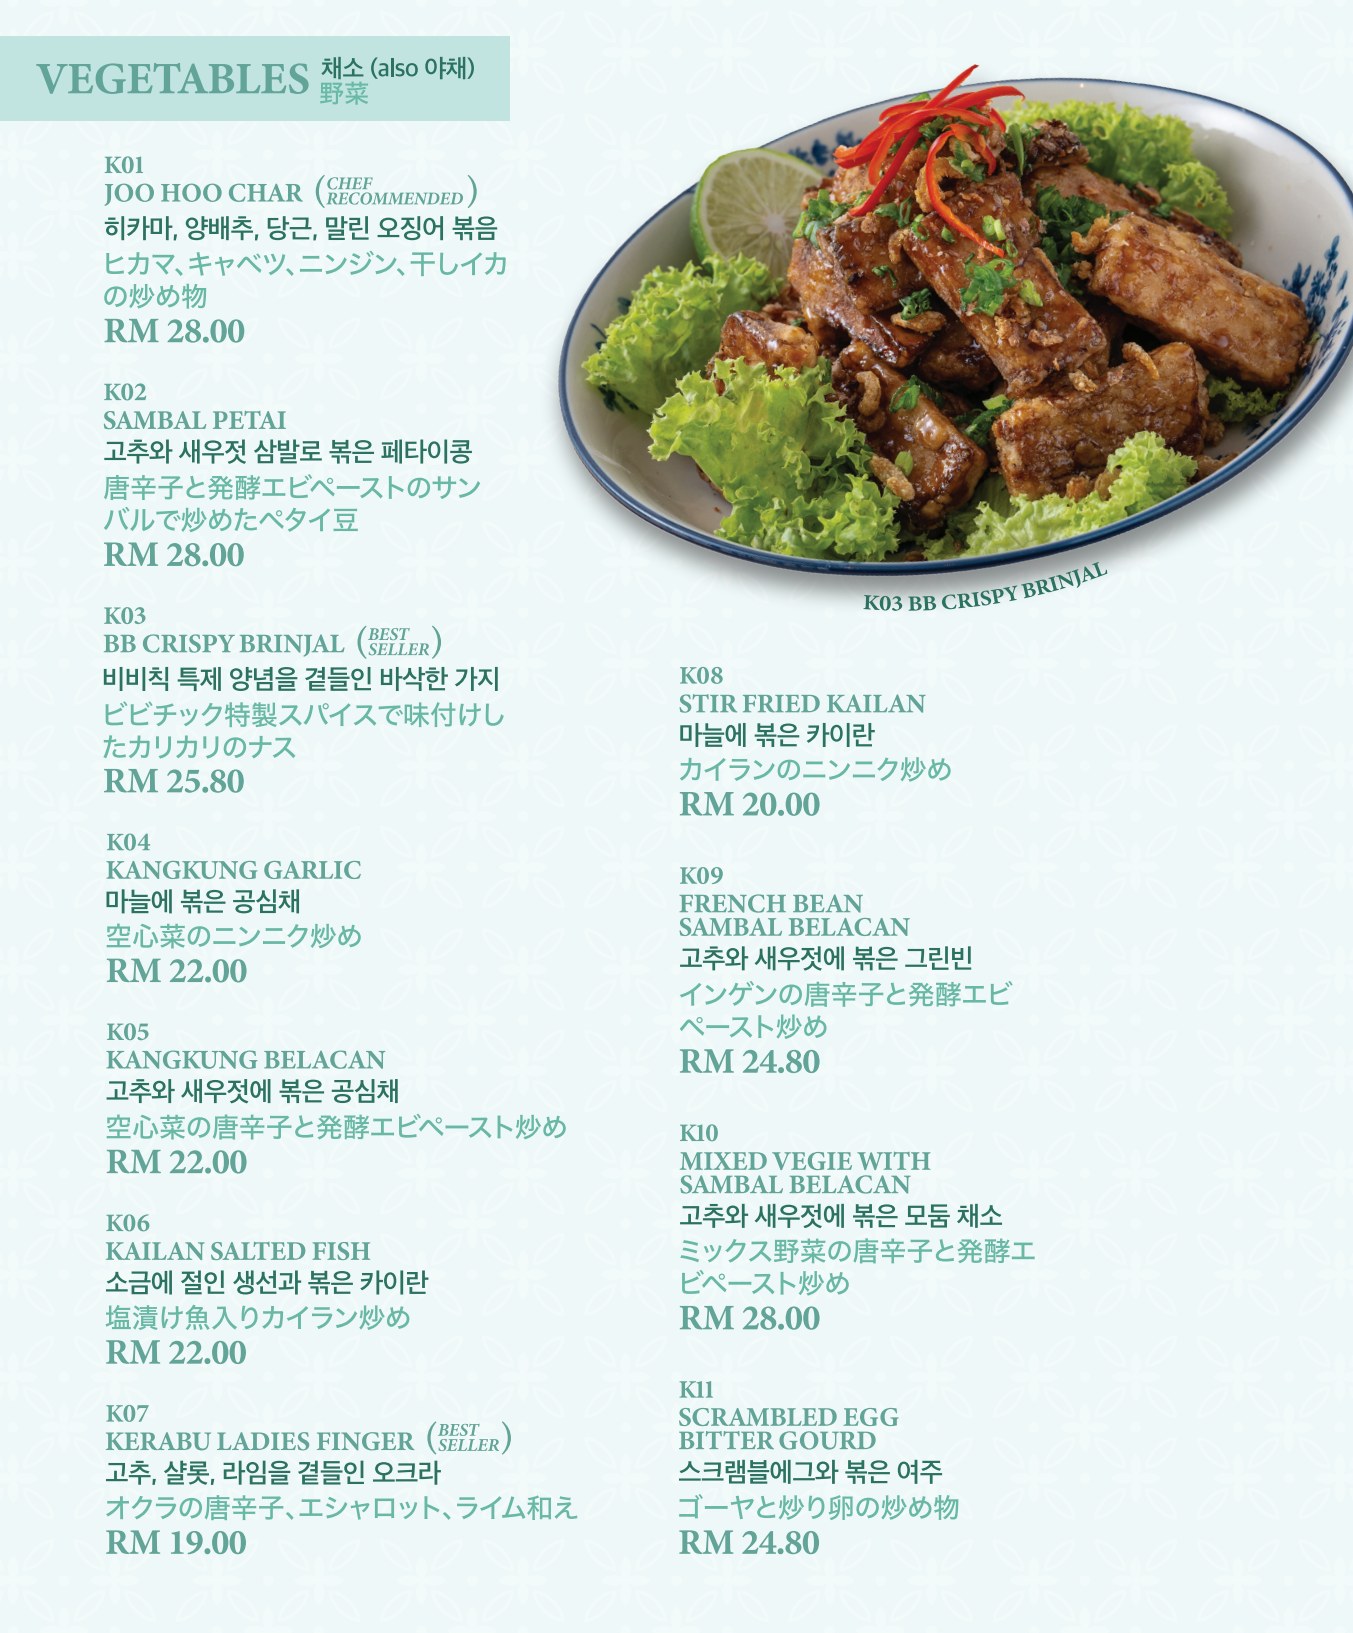 VEGETABLES
채소 (also 야채)
野菜
K01
JOO HOO CHAR (CHEF RECOMMENDED)
히카마, 양배추, 당근, 말린 오징어 볶음
ヒカマ、キャベツ、ニンジン、干しイカ
の炒め物
RM 28.00
K02
SAMBAL PETAI
고추와 새우젓 삼발로 볶은 페타이콩
唐辛子と発酵エビペーストのサン
バルで炒めたペタイ豆
RM 28.00
K03
BB CRISPY BRINJAL (BEST SELLER)
비비칙 특제 양념을 곁들인 바삭한 가지
ビビチック特製スパイスで味付けし
たカリカリのナス
RM 25.80
K04
KANGKUNG GARLIC
마늘에 볶은 공심채
空心菜のニンニク炒め
RM 22.00
K05
KANGKUNG BELACAN
고추와 새우젓에 볶은 공심채
空心菜の唐辛子と発酵エビペースト炒め
RM 22.00
K06
KAILAN SALTED FISH
소금에 절인 생선과 볶은 카이란
塩漬け魚入りカイラン炒め
RM 22.00
K07
KERABU LADIES FINGER (BEST SELLER)
고추, 샬롯, 라임을 곁들인 오크라
オクラの唐辛子、エシャロット、ライム和え
RM 19.00
K03 BB CRISPY BRINJAL
K08
STIR FRIED KAILAN
마늘에 볶은 카이란
カイランのニンニク炒め
RM 20.00
K09
FRENCH BEAN
SAMBAL BELACAN
고추와 새우젓에 볶은 그린빈
インゲンの唐辛子と発酵エビ
ペースト炒め
RM 24.80
K10
MIXED VEGIE WITH
SAMBAL BELACAN
고추와 새우젓에 볶은 모둠 채소
ミックス野菜の唐辛子と発酵エ
ビペースト炒め
RM 28.00
K11
SCRAMBLED EGG
BITTER GOURD
스크램블에그와 볶은 여주
ゴーヤと炒り卵の炒め物
RM 24.80